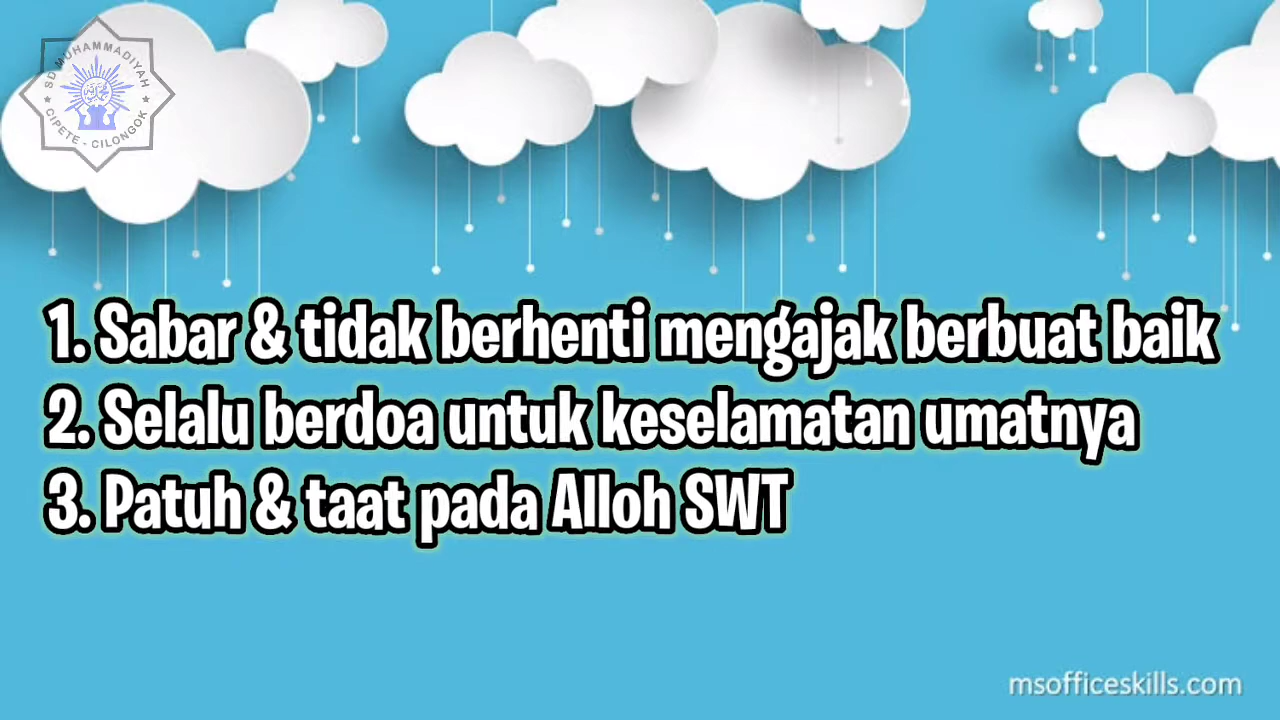 SD MUHAMMADIYAH
CIPETE - CILONGOK
1. Sabar & tidak berhenti mengajak berbuat baik
2. Selalu berdoa untuk keselamatan umatnya
3. Patuh & taat pada Alloh SWT
msofficeskills.com